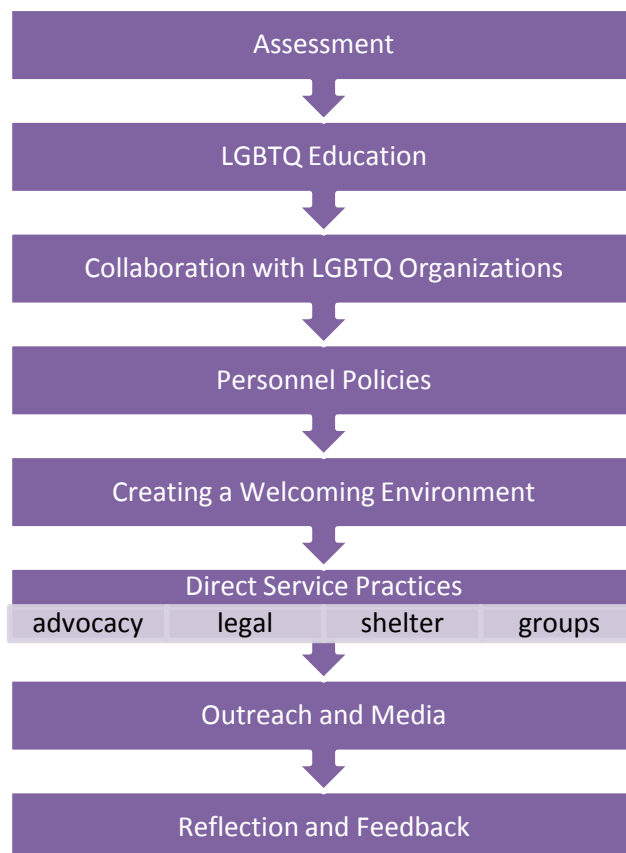 Assessment
LGBTQ Education
Collaboration with LGBTQ Organizations
Personnel Policies
Creating a Welcoming Environment
Direct Service Practices
advocacy legal shelter groups
Outreach and Media
Reflection and Feedback